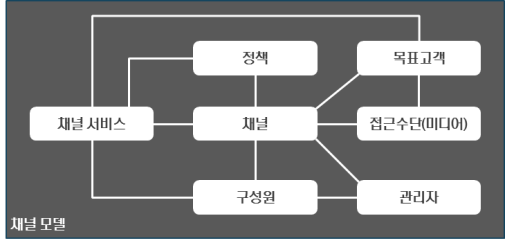 정책
목표고객
채널 서비스
채널
접근수단(미디어)
구성원
관리자
채널 모델